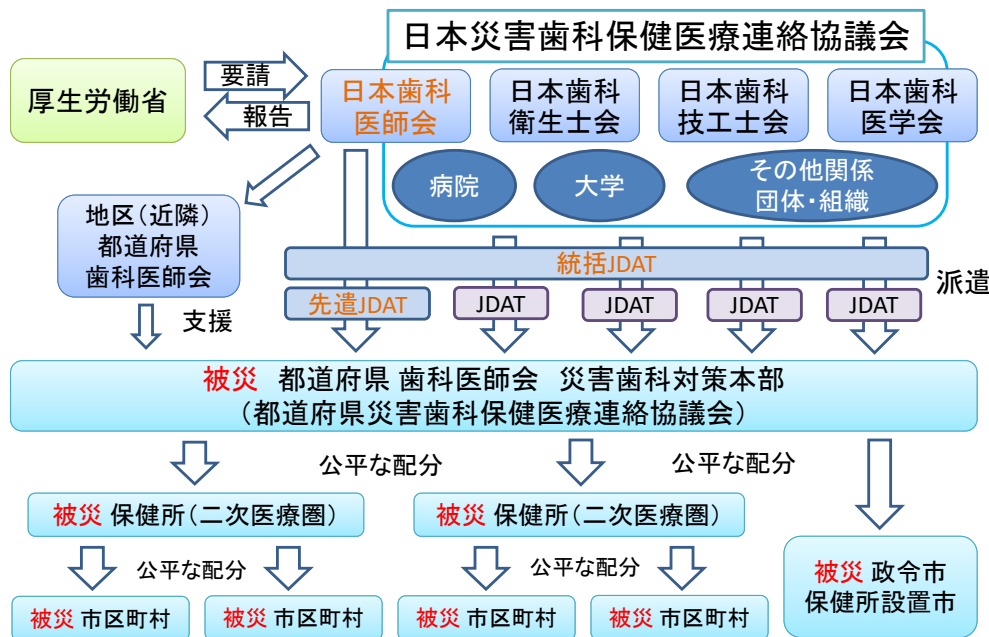 日本災害歯科保健医療連絡協議会
厚生労働省
要請
報告
日本歯科
医師会
日本歯科
衛生士会
日本歯科
技工士会
日本歯科
医学会
病院
大学
その他関係
団体・組織
地区（近隣）
都道府県
歯科医師会
統括JDAT
派遣
先遣JDAT
JDAT
JDAT
JDAT
JDAT
支援
被災 都道府県 歯科医師会 災害歯科対策本部
（都道府県災害歯科保健医療連絡協議会）
公平な配分
公平な配分
被災 保健所（二次医療圏）
被災 保健所（二次医療圏）
公平な配分
公平な配分
被災 政令市
保健所設置市
被災 市区町村
被災 市区町村
被災 市区町村
被災 市区町村